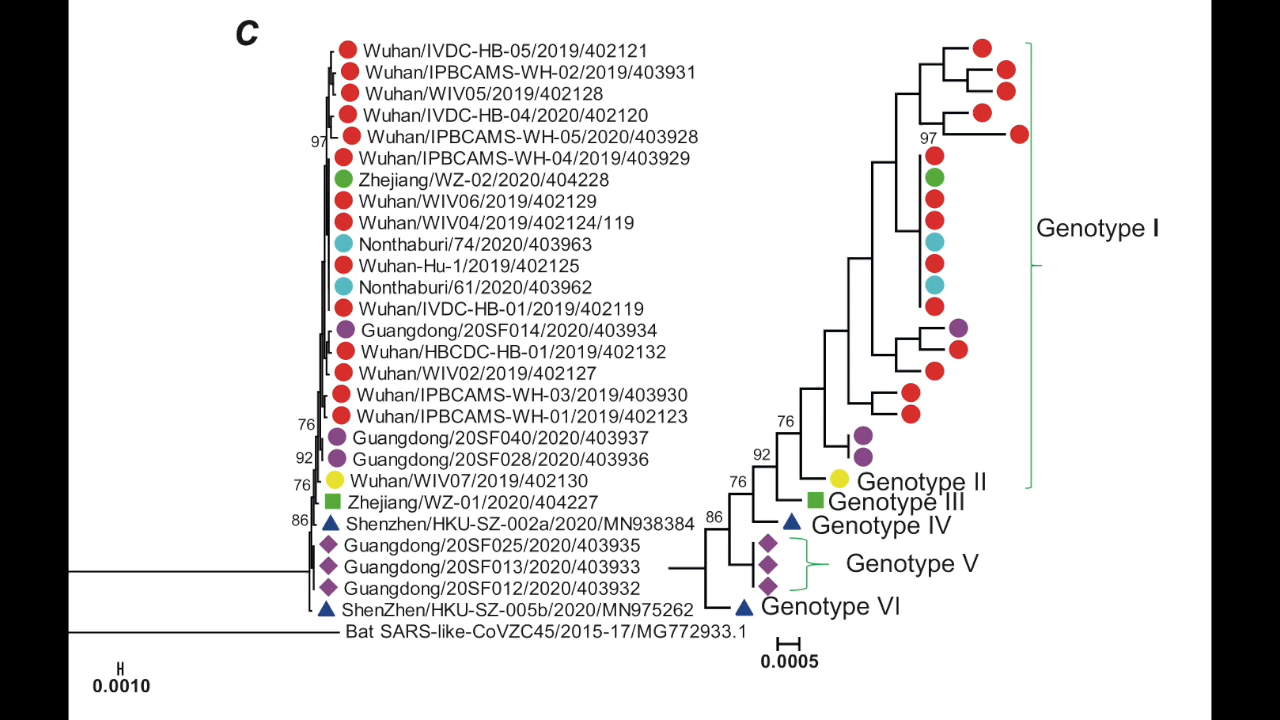 C
Wuhan/IVDC-HB-05/2019/402121
Wuhan/IPBCAMS-WH-02/2019/403931
Wuhan/WIV05/2019/402128
Wuhan/IVDC-HB-04/2020/402120
Wuhan/IPBCAMS-WH-05/2020/403928
97
97
Wuhan/IPBCAMS-WH-04/2019/403929
Zhejiang/WZ-02/2020/404228
Wuhan/WIV06/2019/402129
Wuhan/WIV04/2019/402124/119
Genotype I
Nonthaburi/74/2020/403963
Wuhan-Hu-1/2019/402125
Nonthaburi/61/2020/403962
Wuhan/IVDC-HB-01/2019/402119
Guangdong/20SF014/2020/403934
Wuhan/HBCDC-HB-01/2019/402132
Wuhan/WIV02/2019/402127
Wuhan/IPBCAMS-WH-03/2019/403930
Wuhan/IPBCAMS-WH-01/2019/402123
76
76
Guangdong/20SF040/2020/403937
92
Guangdong/20SF028/2020/403936
92
76
Wuhan/WIV07/2019/402130
76
Genotype II
Zhejiang/WZ-01/2020/404227
Genotype III
86
Shenzhen/HKU-SZ-002a/2020/MN938384
86
Genotype IV
Guangdong/20SF025/2020/403935
Guangdong/20SF013/2020/403933
Genotype V
Guangdong/20SF012/2020/403932
ShenZhen/HKU-SZ-005b/2020/MN975262
Genotype VI
Bat SARS-like-CoVZC45/2015-17/MG772933.1
0.0005
0.0010